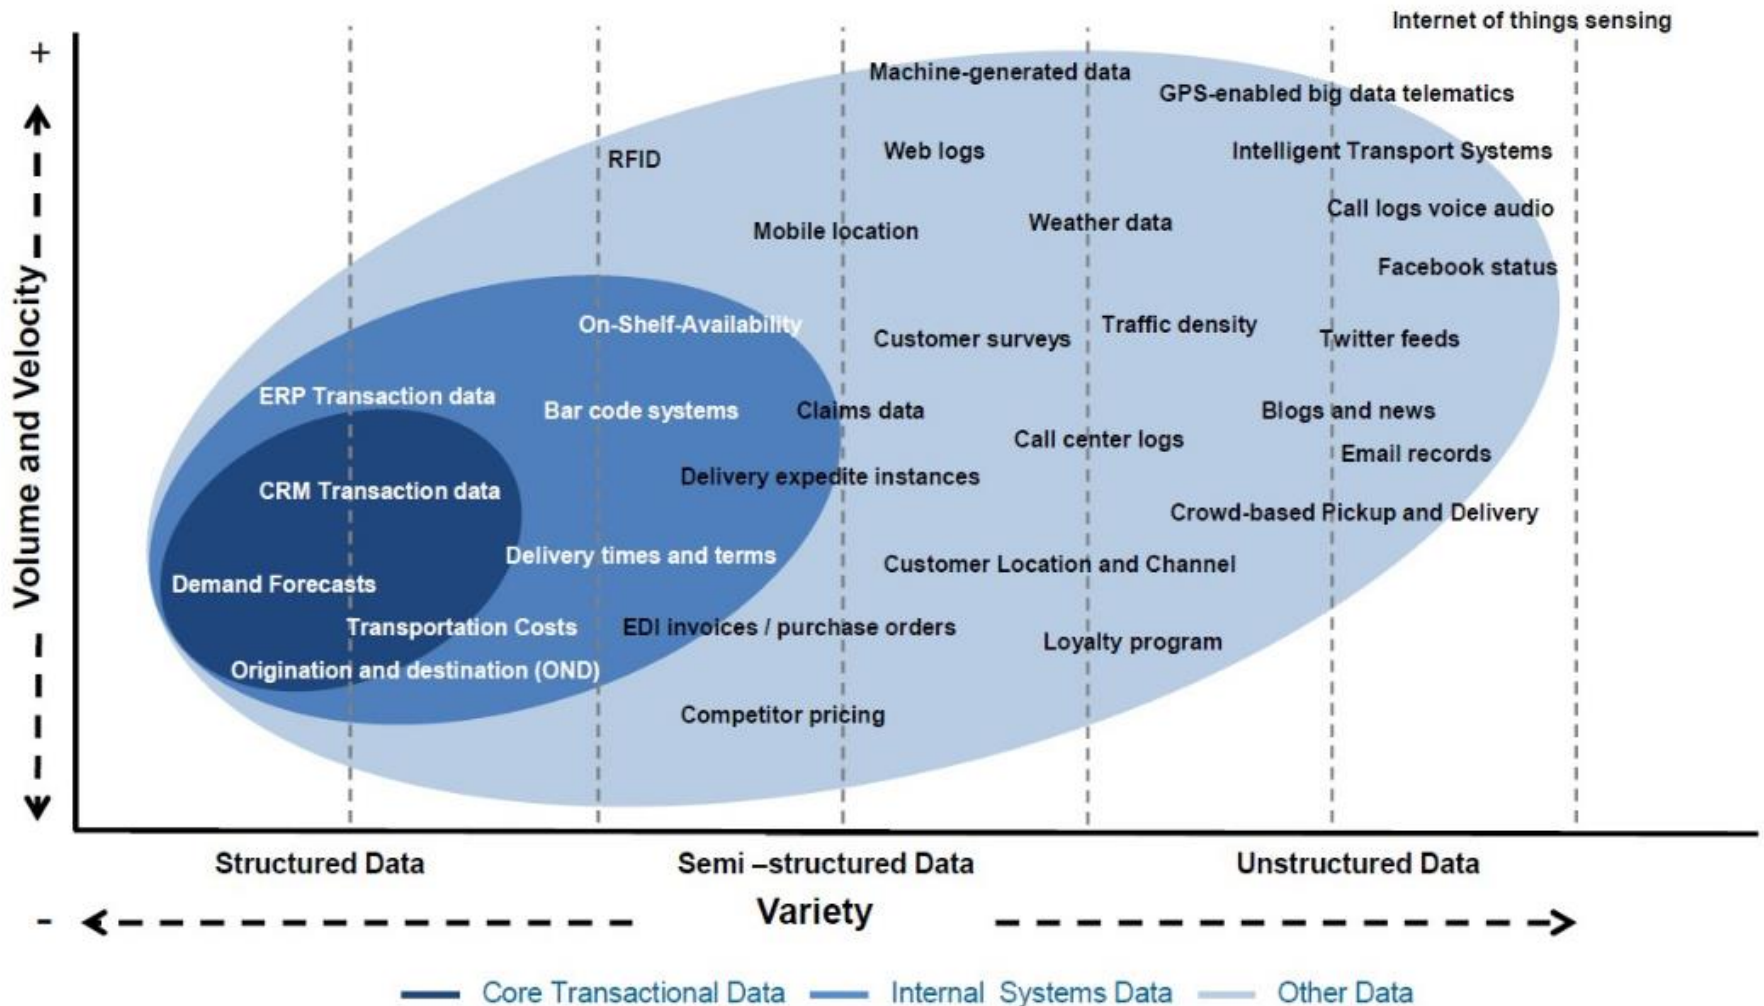 Internet of things sensing
+
Machine-generated data
GPS-enabled big data telematics
RFID
Web logs
Intelligent Transport Systems
Mobile location
Weather data
Call logs voice audio
Facebook status
Volume and Velocity
On-Shelf-Availability
Customer surveys
Traffic density
Twitter feeds
ERP Transaction data
Bar code systems
Claims data
Blogs and news
Call center logs
Email records
CRM Transaction data
Delivery expedite instances
Crowd-based Pickup and Delivery
Delivery times and terms
Customer Location and Channel
Demand Forecasts
Transportation Costs
EDI invoices / purchase orders
Loyalty program
Origination and destination (OND)
Competitor pricing
Structured Data
Semi –structured Data
Unstructured Data
-
Variety
Core Transactional Data
Internal Systems Data
Other Data